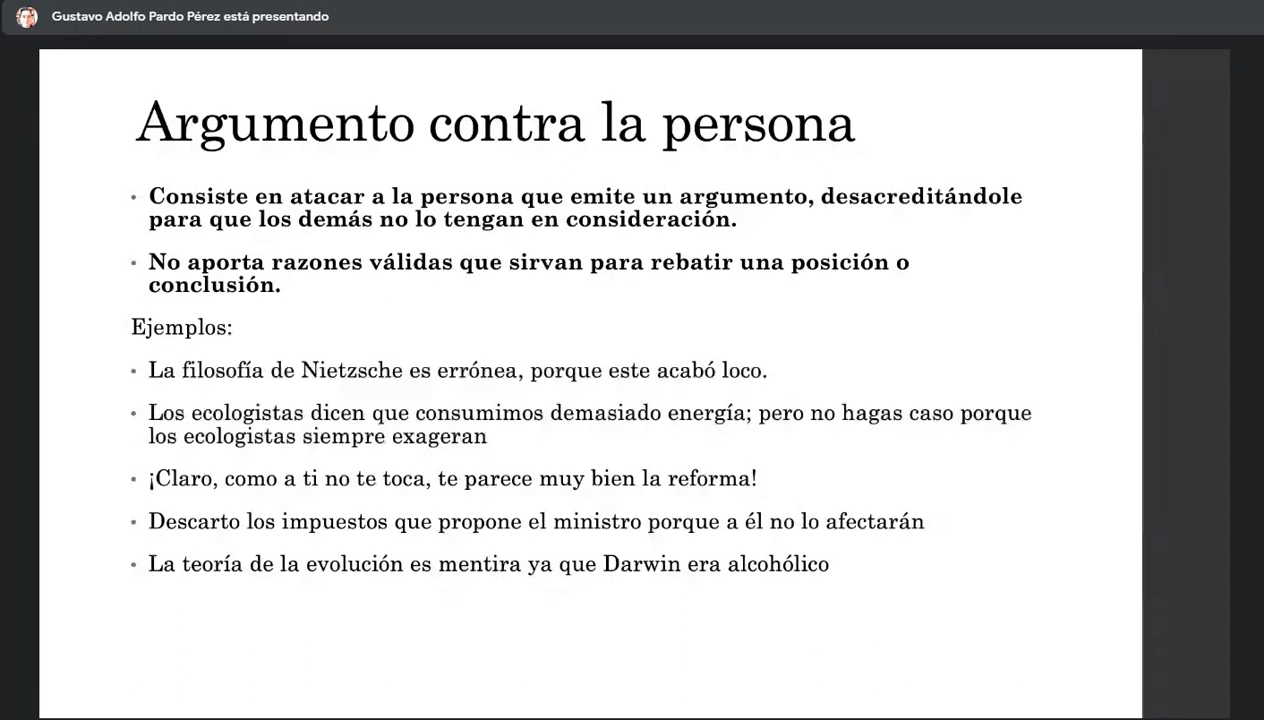 Gustavo Adolfo Pardo Pérez está presentando
Argumento contra la persona
• Consiste en atacar a la persona que emite un argumento, desacreditándole
para que los demás no lo tengan en consideración.
• No aporta razones válidas que sirvan para rebatir una posición o
conclusión.
Ejemplos:
• La filosofía de Nietzsche es errónea, porque este acabó loco.
• Los ecologistas dicen que consumimos demasiado energía; pero no hagas caso porque
los ecologistas siempre exageran
• ¡Claro, como a ti no te toca, te parece muy bien la reforma!
• Descarto los impuestos que propone el ministro porque a él no lo afectarán
• La teoría de la evolución es mentira ya que Darwin era alcohólico